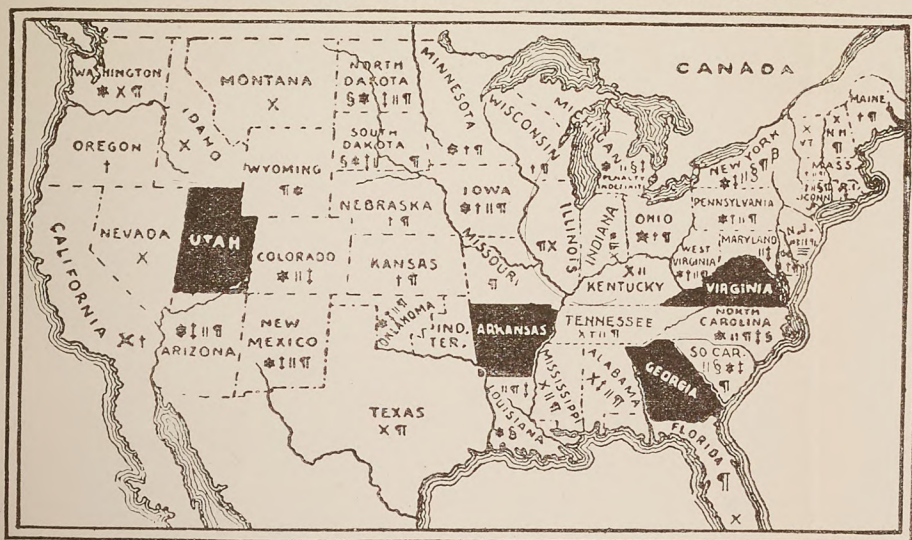 CANADA
WASHINGTON
✵ X ¶
MONTANA
X
NORTH
DAKOTA
§ ✵ ‡ || ¶
MINNESOTA
✵ † ¶
WISCONSIN
† ¶
MAINE
† ¶
OREGON
†
IDAHO
X
WYOMING
¶ ✵
SOUTH
DAKOTA
§ ✵ ‡ || ¶
NEW YORK
VT
X
N H
¶
MASS
R.I.
CONN
NEVADA
X
UTAH
NEBRASKA
† ¶
IOWA
✵ † || ¶
ILLINOIS
¶ X
INDIANA
OHIO
✵ † ¶
PENNSYLVANIA
✵ ‡ || ¶
CALIFORNIA
X †
COLORADO
✵ || ‡
KANSAS
† ¶
MISSOURI
¶
X ||
KENTUCKY
WEST
VIRGINIA
✵ ‡ || ¶
MARYLAND
VIRGINIA
✵ ‡ || ¶
ARIZONA
NEW
MEXICO
✵ ‡ || ¶
OKLAHOMA
IND.
TER.
ARKANSAS
TENNESSEE
X † || ¶
NORTH
CAROLINA
✵ || ¶ ‡ §
SO CAR.
|| § ✵ ‡
¶
TEXAS
X ¶
LOUISIANA
✵ §
MISSISSIPPI
X || ¶
ALABAMA
X † || ¶
GEORGIA
FLORIDA ¶
X